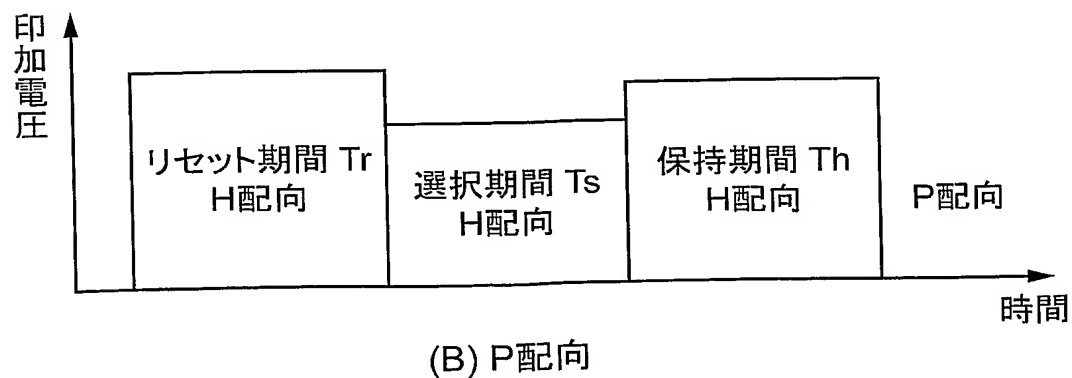 印加電圧
リセット期間 Tr
H配向
選択期間 Ts
H配向
保持期間 Th
H配向
P配向
時間
(B) P配向